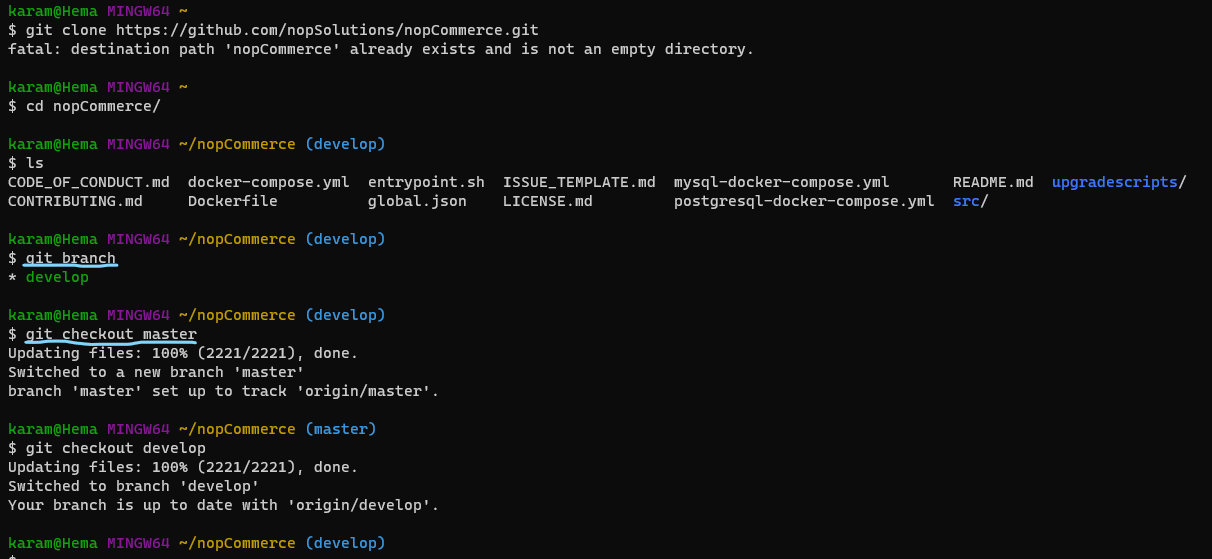 karam@Hema MINGW64 ~
$ git clone https://github.com/nopSolutions/nopCommerce.git
fatal: destination path 'nopCommerce' already exists and is not an empty directory.
karam@Hema MINGW64 ~
$ cd nopCommerce/
karam@Hema MINGW64 ~/nopCommerce (develop)
$ ls
CODE_OF_CONDUCT.md docker-compose.yml entrypoint.sh ISSUE_TEMPLATE.md mysql-docker-compose.yml README.md upgradescripts/
CONTRIBUTING.md Dockerfile global.json LICENSE.md postgresql-docker-compose.yml src/
karam@Hema MINGW64 ~/nopCommerce (develop)
$ git branch
* develop
karam@Hema MINGW64 ~/nopCommerce (develop)
$ git checkout master
Updating files: 100% (2221/2221), done.
Switched to a new branch 'master'
branch 'master' set up to track 'origin/master'.
karam@Hema MINGW64 ~/nopCommerce (master)
$ git checkout develop
Updating files: 100% (2221/2221), done.
Switched to branch 'develop'
Your branch is up to date with 'origin/develop'.
karam@Hema MINGW64 ~/nopCommerce (develop)
$